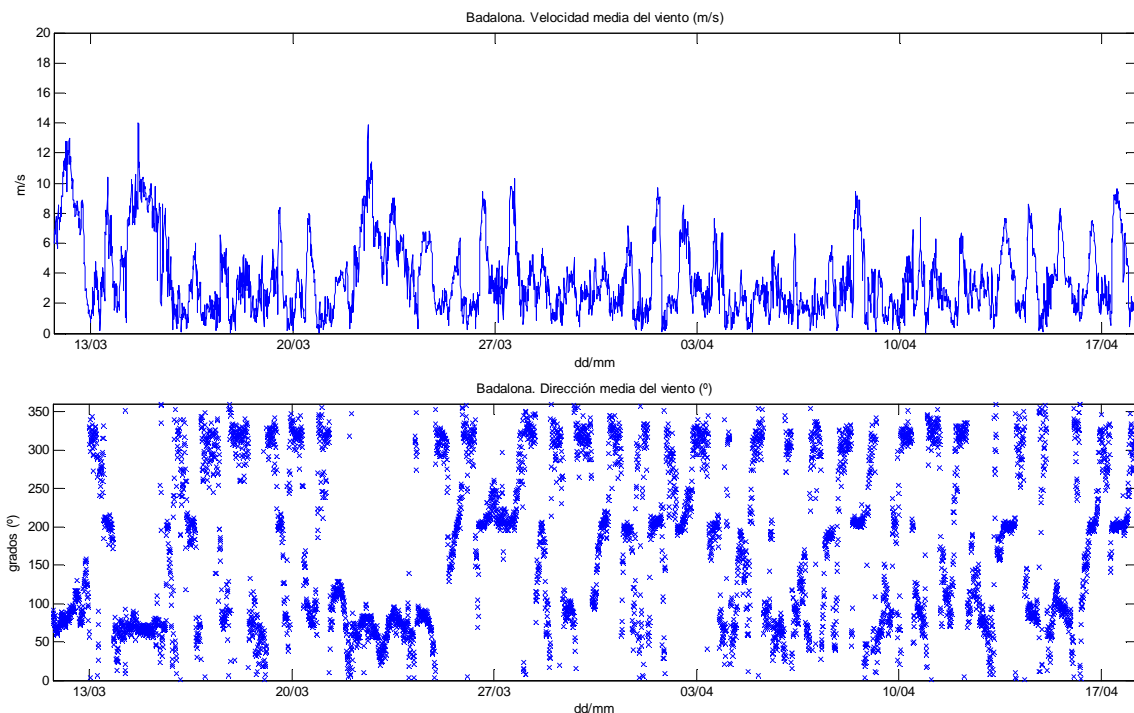 Badalona. Velocidad media del viento (m/s)
20
18
16
14
12
10
8
6
4
2
0
m/s
13/03 20/03 27/03 03/04 10/04 17/04
dd/mm
Badalona. Dirección media del viento (º)
350
300
250
200
150
100
50
0
grados (º)
13/03 20/03 27/03 03/04 10/04 17/04
dd/mm